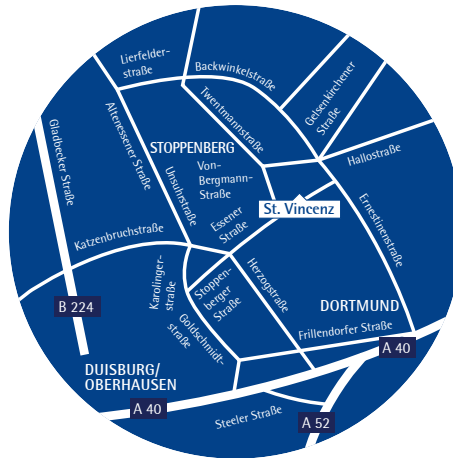 Lierfelder-
straße
Backwinkelstraße
Gelsenkirchener
Straße
Twentmannstraße
Altenessener Straße
Gladbecker Straße
STOPPENBERG
Hallostraße
Von-
Bergmann-
Straße
Unsuhrstraße
St. Vincenz
Essener
Straße
Ernestinenstraße
Katzenbruchstraße
Karolinger-
straße
Stoppen-
berger
Straße
Herzogstraße
B 224
DORTMUND
Goldschmidt-
straße
Frillendorfer Straße
A 40
DUISBURG/
OBERHAUSEN
A 40
Steeler Straße
A 52